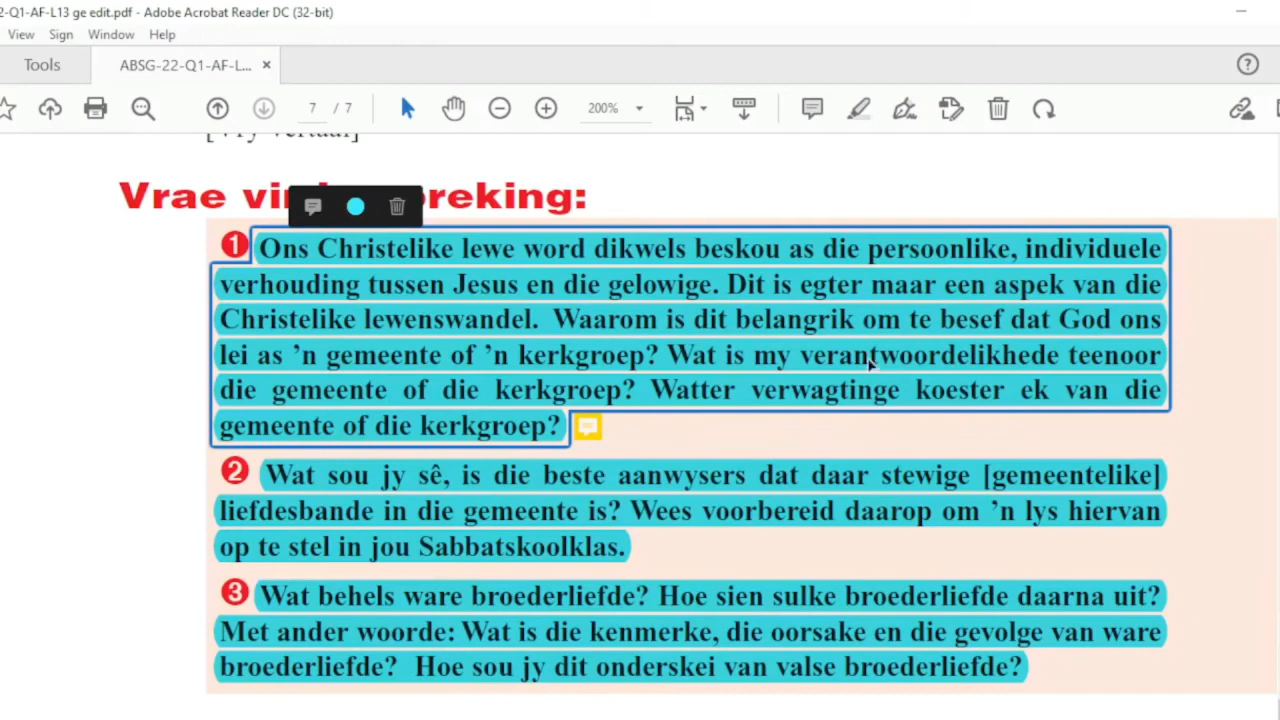 22-Q1-AF-L13 ge edit.pdf - Adobe Acrobat Reader DC (32-bit)
View Sign Window Help
Tools ABSG-22-Q1-AF-L... ×
7 / 7 200%
[Vry vertaal]
Vrae vir preking:
1 Ons Christelike lewe word dikwels beskou as die persoonlike, individuele
verhouding tussen Jesus en die gelowige. Dit is egter maar een aspek van die
Christelike lewenswandel. Waarom is dit belangrik om te besef dat God ons
lei as ’n gemeente of ’n kerkgroep? Wat is my verantwoordelikhede teenoor
die gemeente of die kerkgroep? Watter verwagtinge koester ek van die
gemeente of die kerkgroep?
2 Wat sou jy sê, is die beste aanwysers dat daar stewige [gemeentelike]
liefdesbande in die gemeente is? Wees voorbereid daarop om ’n lys hiervan
op te stel in jou Sabbatskoolklas.
3 Wat behels ware broederliefde? Hoe sien sulke broederliefde daarna uit?
Met ander woorde: Wat is die kenmerke, die oorsake en die gevolge van ware
broederliefde? Hoe sou jy dit onderskei van valse broederliefde?